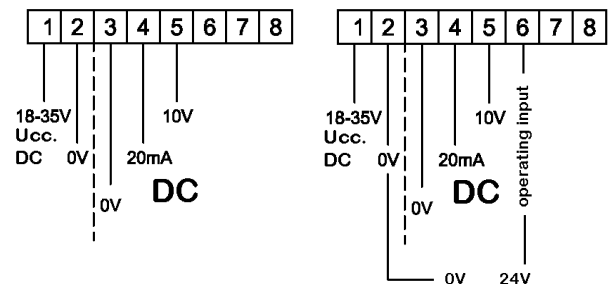 1 2 3 4 5 6 7 8
18-35V
Ucc.
DC
0V
0V
20mA
10V
DC
1 2 3 4 5 6 7 8
18-35V
Ucc.
DC
0V
0V
20mA
10V
DC
operating input
0V
24V